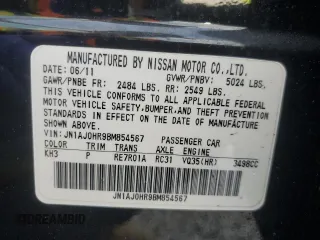 MANUFACTURED BY NISSAN MOTOR CO.,LTD.
DATE: 06/11 GVWR/PNBV: 5024 LBS.
GAWR/PNBE FR: 2484 LBS. RR: 2549 LBS.
THIS VEHICLE CONFORMS TO ALL APPLICABLE FEDERAL
MOTOR VEHICLE SAFETY,BUMPER,AND THEFT PREVENTION
STANDARDS IN EFFECT ON THE DATE OF MANUFACTURE
SHOWN ABOVE.
VIN: JN1AJ0HR9BM854567 PASSENGER CAR
COLOR TRIM TRANS AXLE ENGINE
KH3 P RE7R01A RC31 VQ35(HR) 3498CC
JN1AJ0HR9BM854567